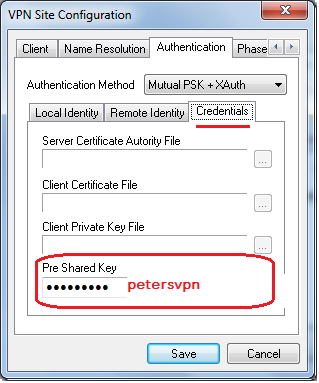 VPN Site Configuration
Client Name Resolution Authentication Phase
Authentication Method Mutual PSK + XAuth
Local Identity Remote Identity Credentials
Server Certificate Autority File
...
Client Certificate File
...
Client Private Key File
...
Pre Shared Key
●●●●●●●●● petersvpn
Save Cancel